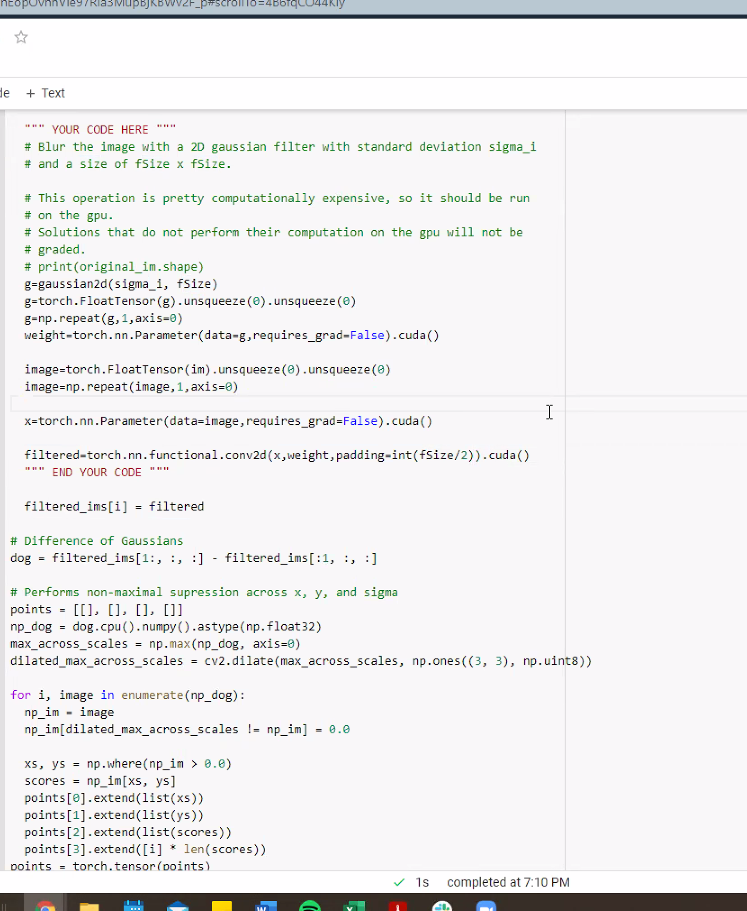 + Text
""" YOUR CODE HERE """
# Blur the image with a 2D gaussian filter with standard deviation sigma_i
# and a size of fSize x fSize.
# This operation is pretty computationally expensive, so it should be run
# on the gpu.
# Solutions that do not perform their computation on the gpu will not be
# graded.
# print(original_im.shape)
g=gaussian2d(sigma_i, fSize)
g=torch.FloatTensor(g).unsqueeze(0).unsqueeze(0)
g=np.repeat(g,1,axis=0)
weight=torch.nn.Parameter(data=g,requires_grad=False).cuda()
image=torch.FloatTensor(im).unsqueeze(0).unsqueeze(0)
image=np.repeat(image,1,axis=0)
x=torch.nn.Parameter(data=image,requires_grad=False).cuda()
filtered=torch.nn.functional.conv2d(x,weight,padding=int(fSize/2)).cuda()
""" END YOUR CODE """
filtered_ims[i] = filtered
# Difference of Gaussians
dog = filtered_ims[1:, :, :] - filtered_ims[:1, :, :]
# Performs non-maximal supression across x, y, and sigma
points = [[], [], [], []]
np_dog = dog.cpu().numpy().astype(np.float32)
max_across_scales = np.max(np_dog, axis=0)
dilated_max_across_scales = cv2.dilate(max_across_scales, np.ones((3, 3), np.uint8))
for i, image in enumerate(np_dog):
np_im = image
np_im[dilated_max_across_scales != np_im] = 0.0
xs, ys = np.where(np_im > 0.0)
scores = np_im[xs, ys]
points[0].extend(list(xs))
points[1].extend(list(ys))
points[2].extend(list(scores))
points[3].extend([i] * len(scores))
points = torch.tensor(points)
1s completed at 7:10 PM